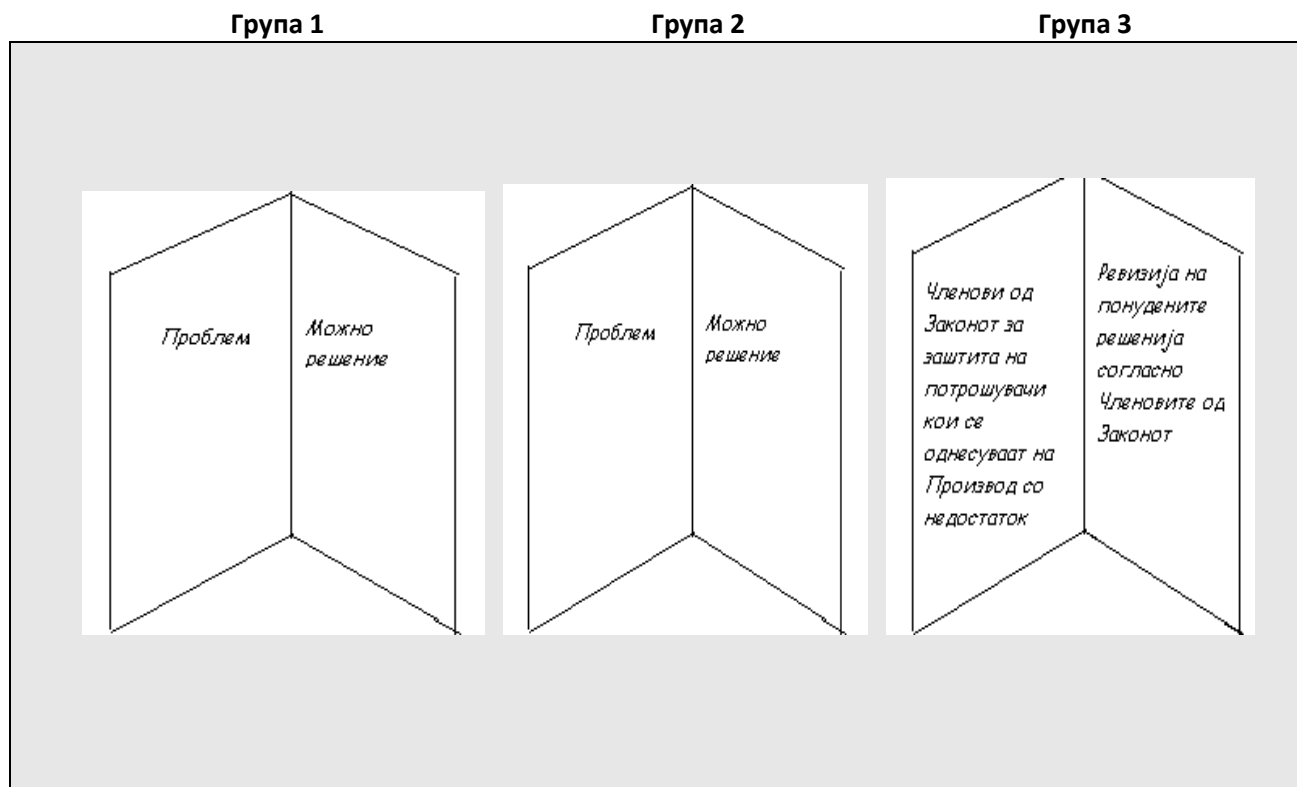 Група 1
Група 2
Група 3
Проблем
Можно
решение
Проблем
Можно
решение
Членови од
Законот за
заштита на
потрошувачи
кои се
однесуваат на
Производ со
недостаток
Ревизија на
понудените
решенија
согласно
Членовите од
Законот